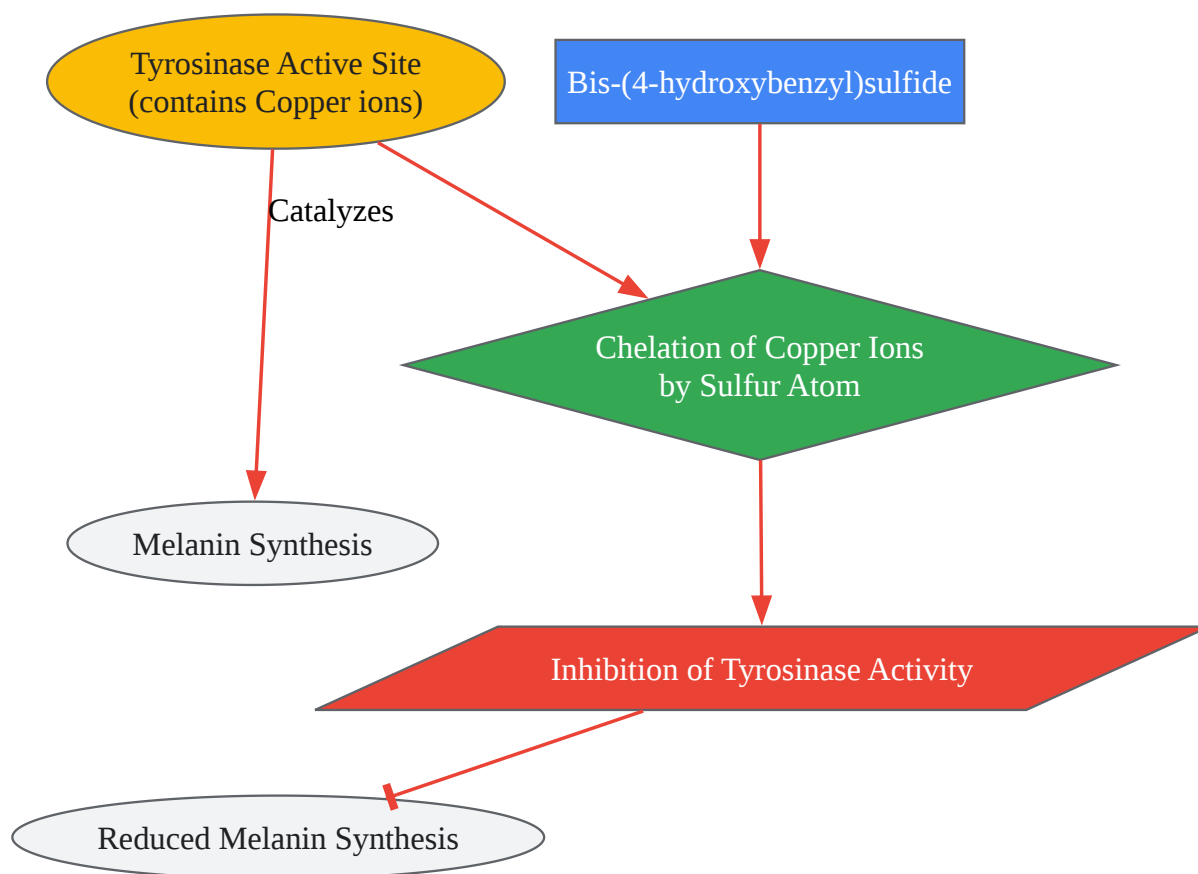 Tyrosinase Active Site
(contains Copper ions)
Bis-(4-hydroxybenzyl)sulfide
Catalyzes
Chelation of Copper Ions
by Sulfur Atom
Melanin Synthesis
Inhibition of Tyrosinase Activity
Reduced Melanin Synthesis